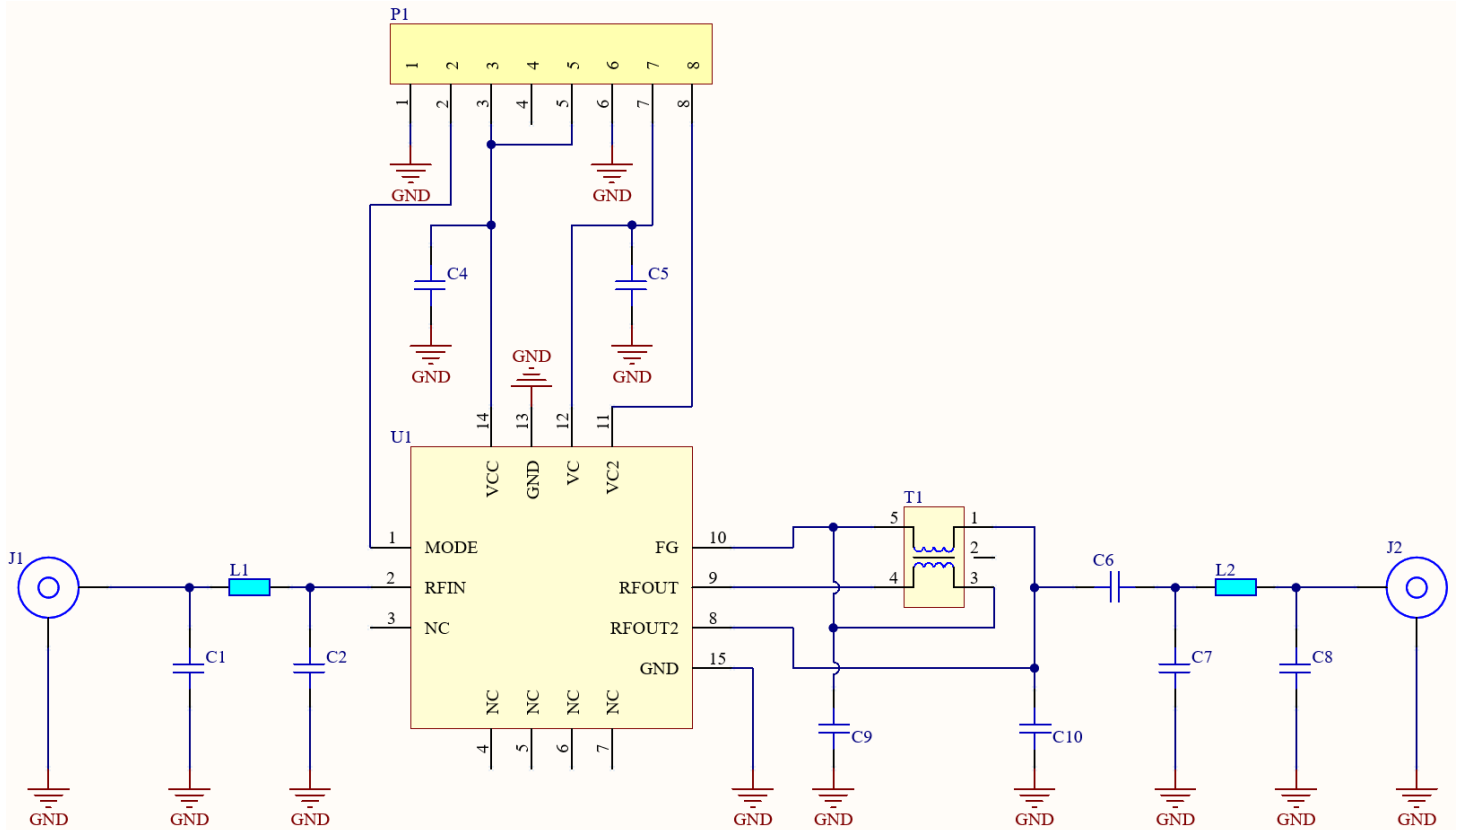 P1
1 2 3 4 5 6 7 8
1 2 3 4 5 6 7 8
GND GND
C4 C5
GND GND GND
14 13 12 11
U1
VCC GND VC VC2
T1
5 1
1 MODE FG 10 2
J1 L1 2 RFIN RFOUT 9 4 3 C6 L2 J2
3 NC RFOUT2 8
C1 C2 GND 15 C7 C8
NC NC NC NC
4 5 6 7 C9 C10
GND GND GND GND GND GND GND GND GND